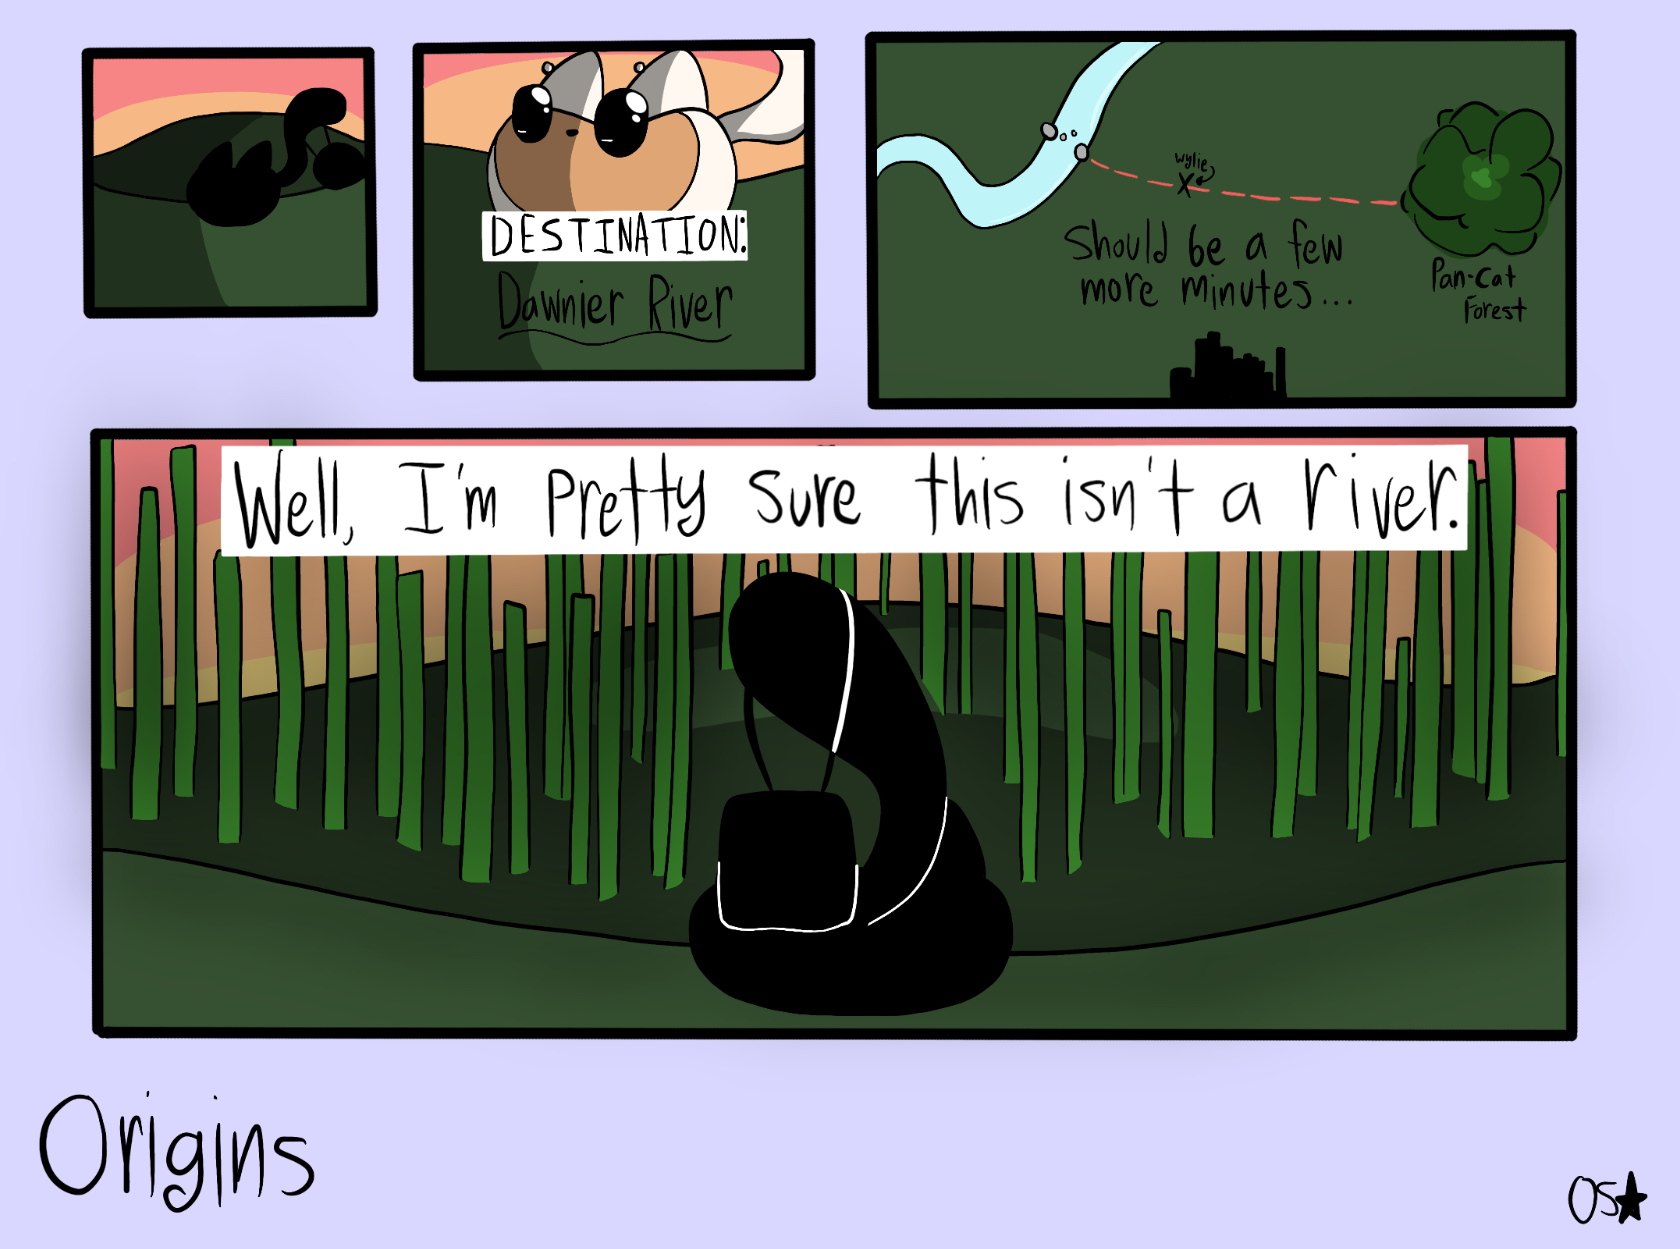 DESTINATION:
Dawnier River
wylie
X
Should be a few
more minutes...
Pan-Cat
Forest
Well, I'm pretty sure this isn't a river.
Origins
OS★